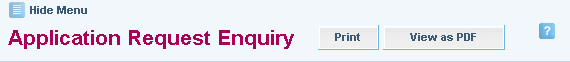 Hide Menu
Application Request Enquiry
Print
View as PDF
?